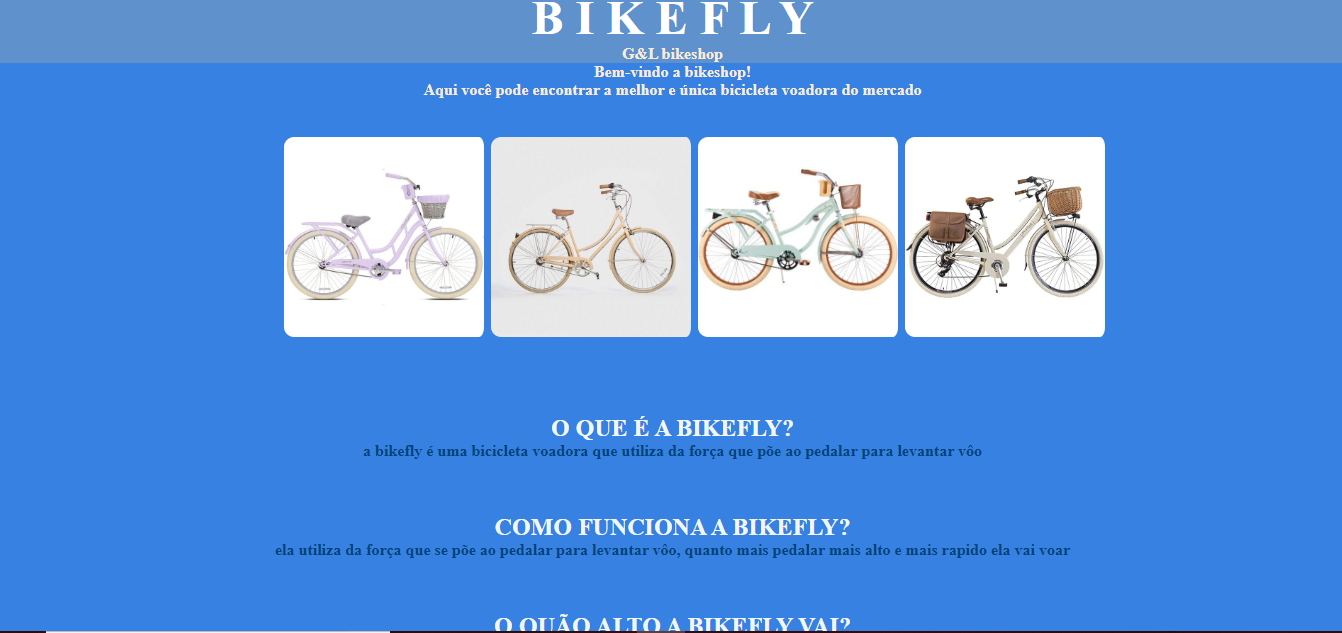 B I K E F L Y
G&L bikeshop
Bem-vindo a bikeshop!
Aqui você pode encontrar a melhor e única bicicleta voadora do mercado
O QUE É A BIKEFLY?
a bikefly é uma bicicleta voadora que utiliza da força que põe ao pedalar para levantar vôo
COMO FUNCIONA A BIKEFLY?
ela utiliza da força que se põe ao pedalar para levantar vôo, quanto mais pedalar mais alto e mais rapido ela vai voar
O QUÃO ALTO A BIKEFLY VAI?